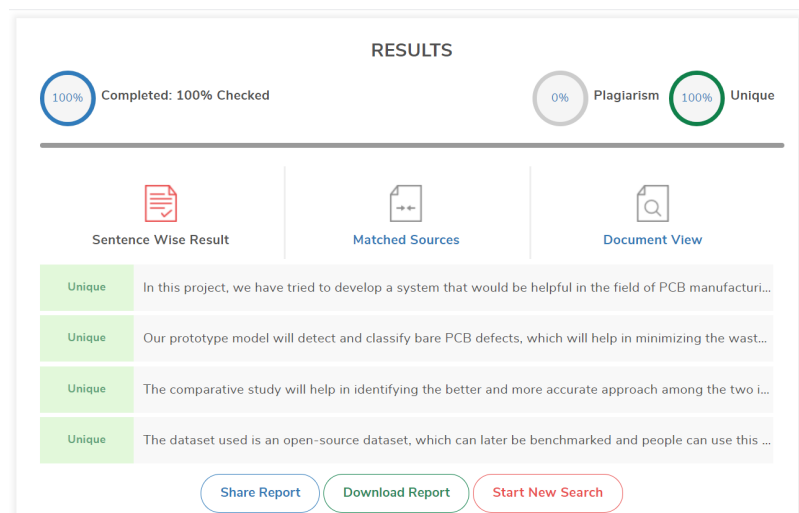 RESULTS
100% Completed: 100% Checked
0% Plagiarism 100% Unique
Sentence Wise Result
Matched Sources
Document View
Unique In this project, we have tried to develop a system that would be helpful in the field of PCB manufacturi...
Unique Our prototype model will detect and classify bare PCB defects, which will help in minimizing the wast...
Unique The comparative study will help in identifying the better and more accurate approach among the two i...
Unique The dataset used is an open-source dataset, which can later be benchmarked and people can use this ...
Share Report Download Report Start New Search